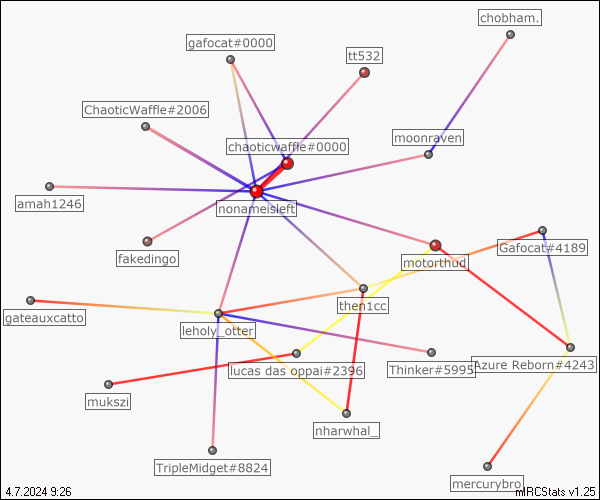 chobham.
gafocat#0000
tt532
ChaoticWaffle#2006
moonraven
chaoticwaffle#0000
amah1246
nonameisleft
Gafocat#4189
fakedingo
motorthud
then1cc
gateauxcatto
leholy_otter
lucas das oppai#2396
Thinker#5995
Azure Reborn#4243
mukszi
nharwhal_
TripleMidget#8824
mercurybro
4.7.2024 9:26
mIRCStats v1.25